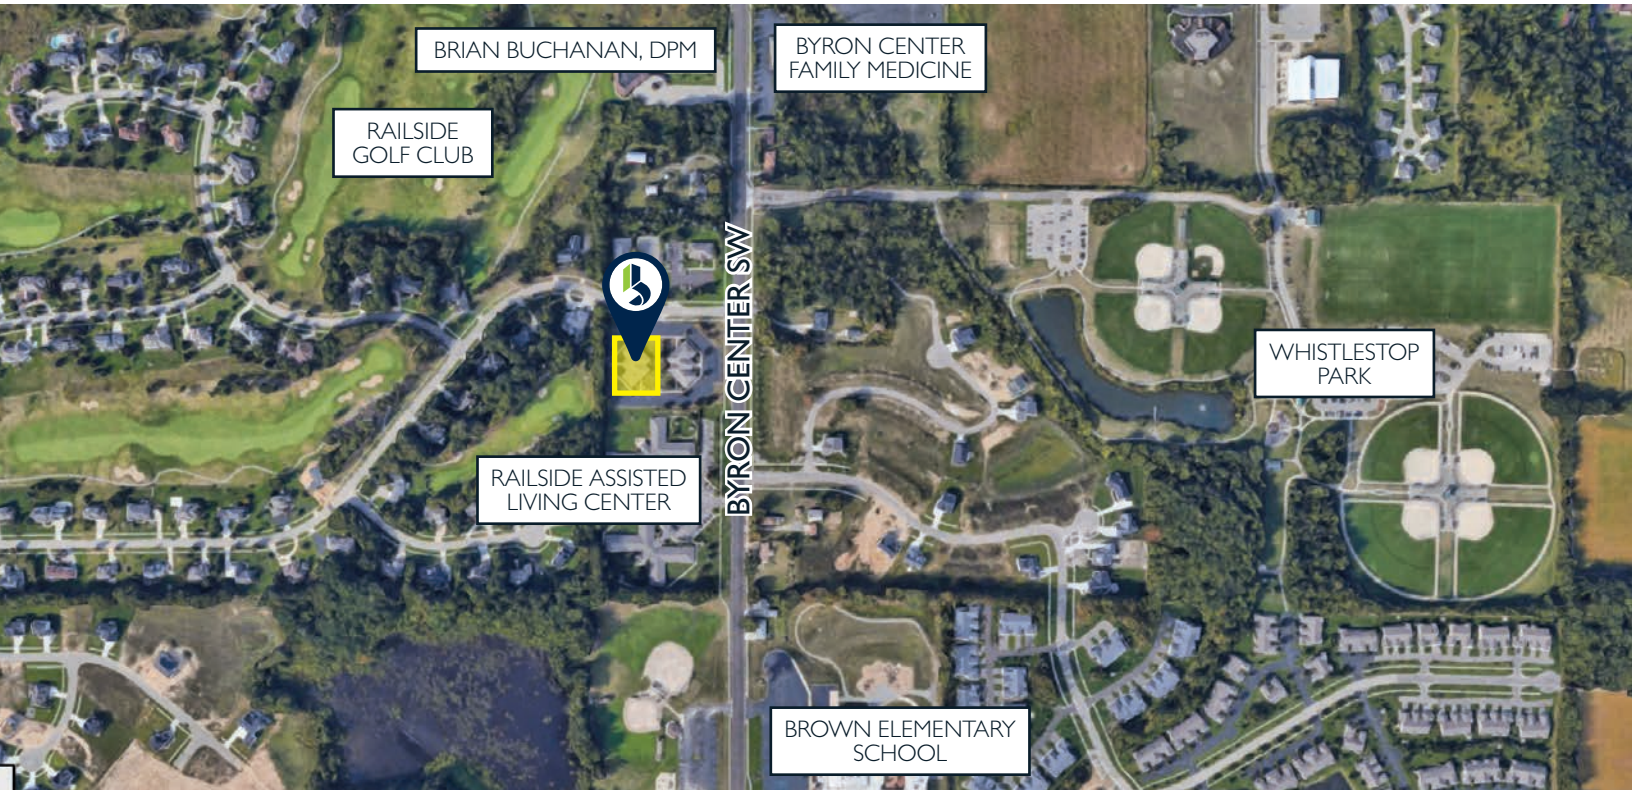 BRIAN BUCHANAN, DPM
BYRON CENTER
FAMILY MEDICINE
RAILSIDE
GOLF CLUB
BYRON CENTER SW
WHISTLESTOP
PARK
RAILSIDE ASSISTED
LIVING CENTER
BROWN ELEMENTARY
SCHOOL